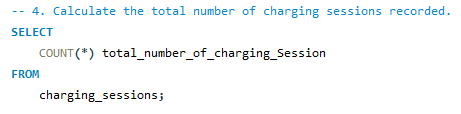 -- 4. Calculate the total number of charging sessions recorded.
SELECT
    COUNT(*) total_number_of_charging_Session
FROM
    charging_sessions;